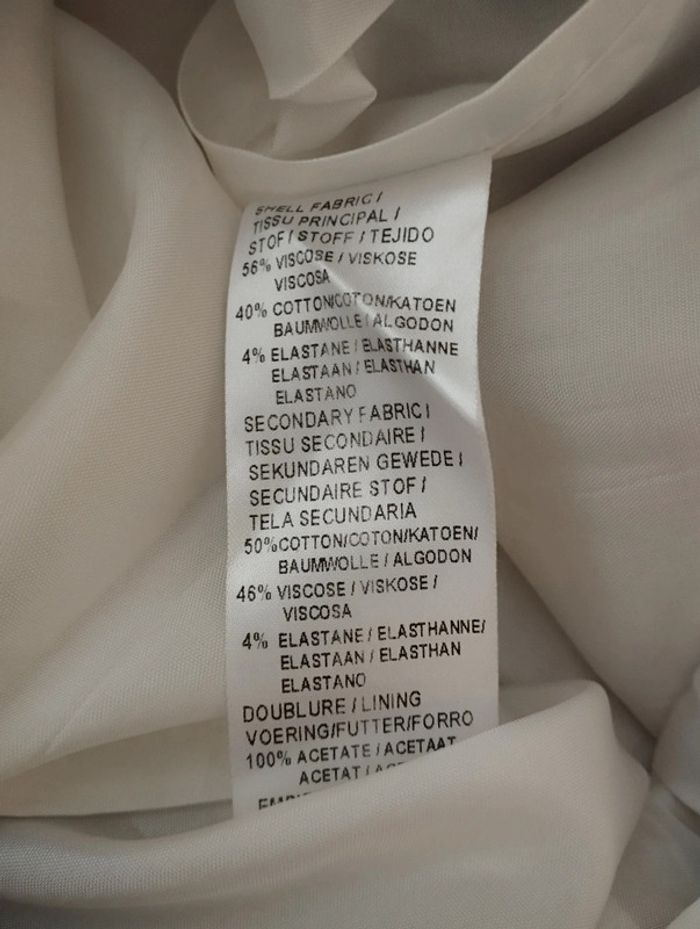 SHELL FABRIC /
TISSU PRINCIPAL /
STOF / STOFF / TEJIDO
56% VISCOSE / VISKOSE
VISCOSA
40% COTTON/COTON/KATOEN
BAUMWOLLE / ALGODON
4% ELASTANE / ELASTHANNE
ELASTAAN / ELASTHAN
ELASTANO
SECONDARY FABRIC /
TISSU SECONDAIRE /
SEKUNDAREN GEWEDE /
SECUNDAIRE STOF /
TELA SECUNDARIA
50%COTTON/COTON/KATOEN/
BAUMWOLLE / ALGODON
46% VISCOSE / VISKOSE /
VISCOSA
4% ELASTANE / ELASTHANNE/
ELASTAAN / ELASTHAN
ELASTANO
DOUBLURE / LINING
VOERING/FUTTER/FORRO
100% ACETATE / ACETAAT
ACETAT /